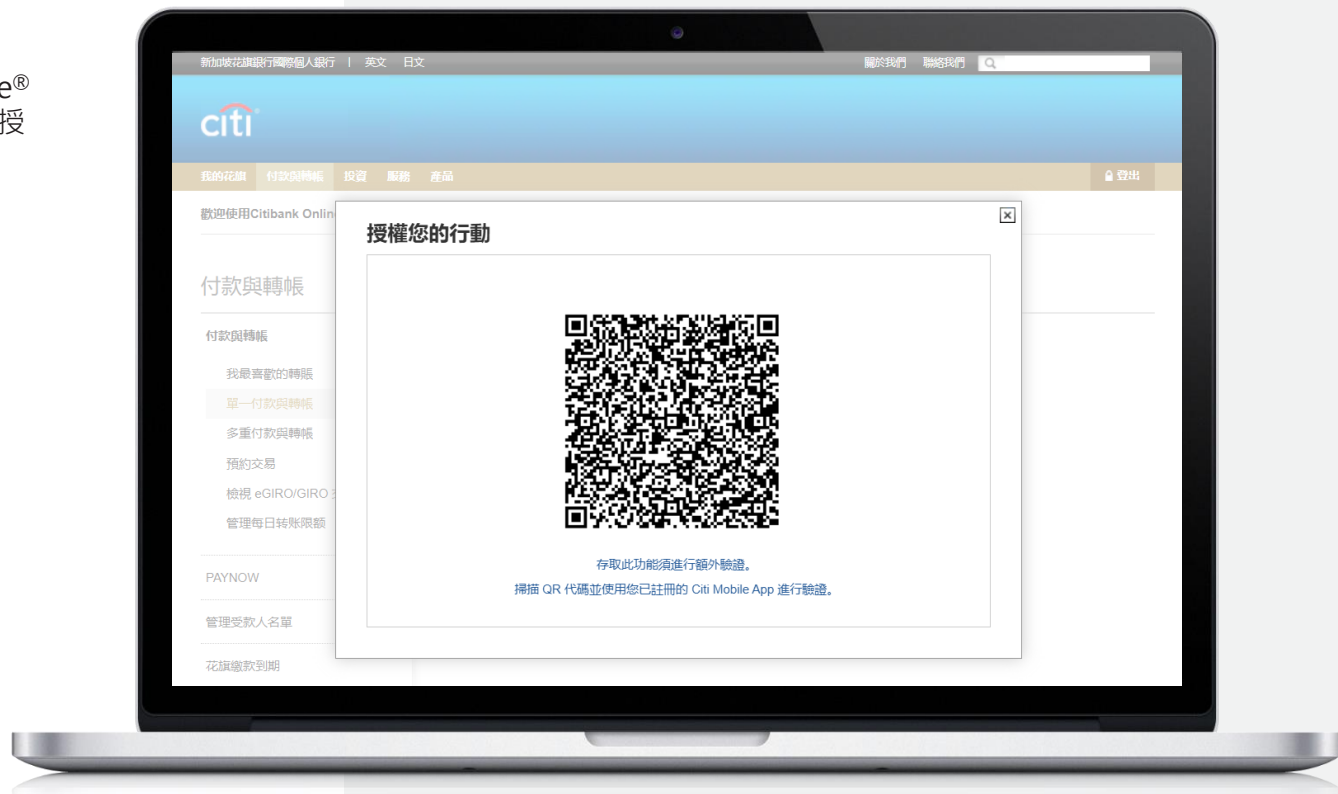 e®
授
新加坡花旗銀行國際個人銀行 | 英文 日文
關於我們 聯絡我們
citi
我的花旗 付款與轉帳 投資 服務 產品
登出
歡迎使用Citibank Onlin
授權您的行動
付款與轉帳
付款與轉帳
我最喜歡的轉賬
單一付款與轉帳
多重付款與轉帳
預約交易
檢視 eGIRO/GIRO
管理每日转账限额
PAYNOW
管理受款人名單
花旗繳款到期
存取此功能須進行額外驗證。
掃描 QR 代碼並使用您已註冊的 Citi Mobile App 進行驗證。